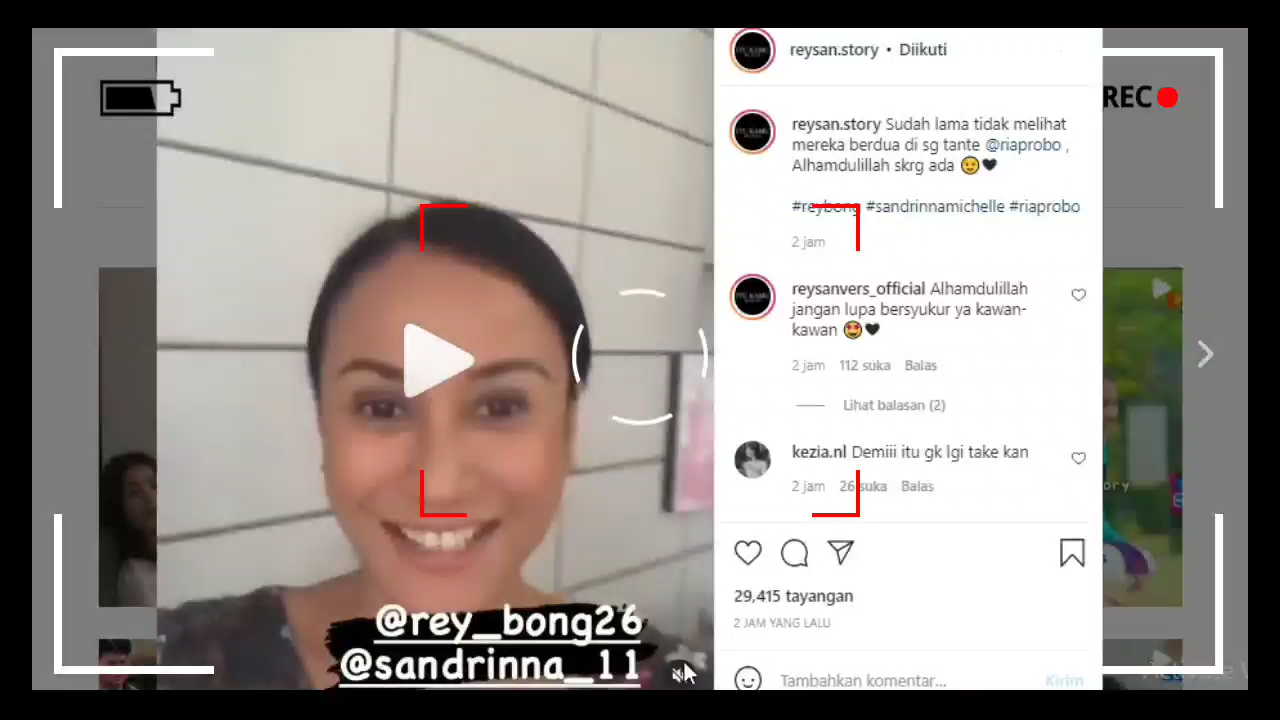 reysan.story • Diikuti
REC
reysan.story Sudah lama tidak melihat
mereka berdua di sg tante @riaprobo ,
Alhamdulillah skrg ada 😉🖤
#reybong #sandrinnamichelle #riaprobo
2 jam
reysanvers_official Alhamdulillah
jangan lupa bersyukur ya kawan-
kawan 🤩🖤
2 jam 112 suka Balas
Lihat balasan (2)
kezia.nl Demiii itu gk lgi take kan
2 jam 26 suka Balas
29,415 tayangan
2 JAM YANG LALU
Tambahkan komentar... Kirim
@rey_bong26
@sandrinna_11